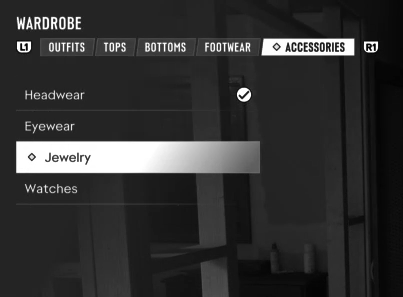 WARDROBE
L1 OUTFITS TOPS BOTTOMS FOOTWEAR ACCESSORIES R1
Headwear
Eyewear
Jewelry
Watches